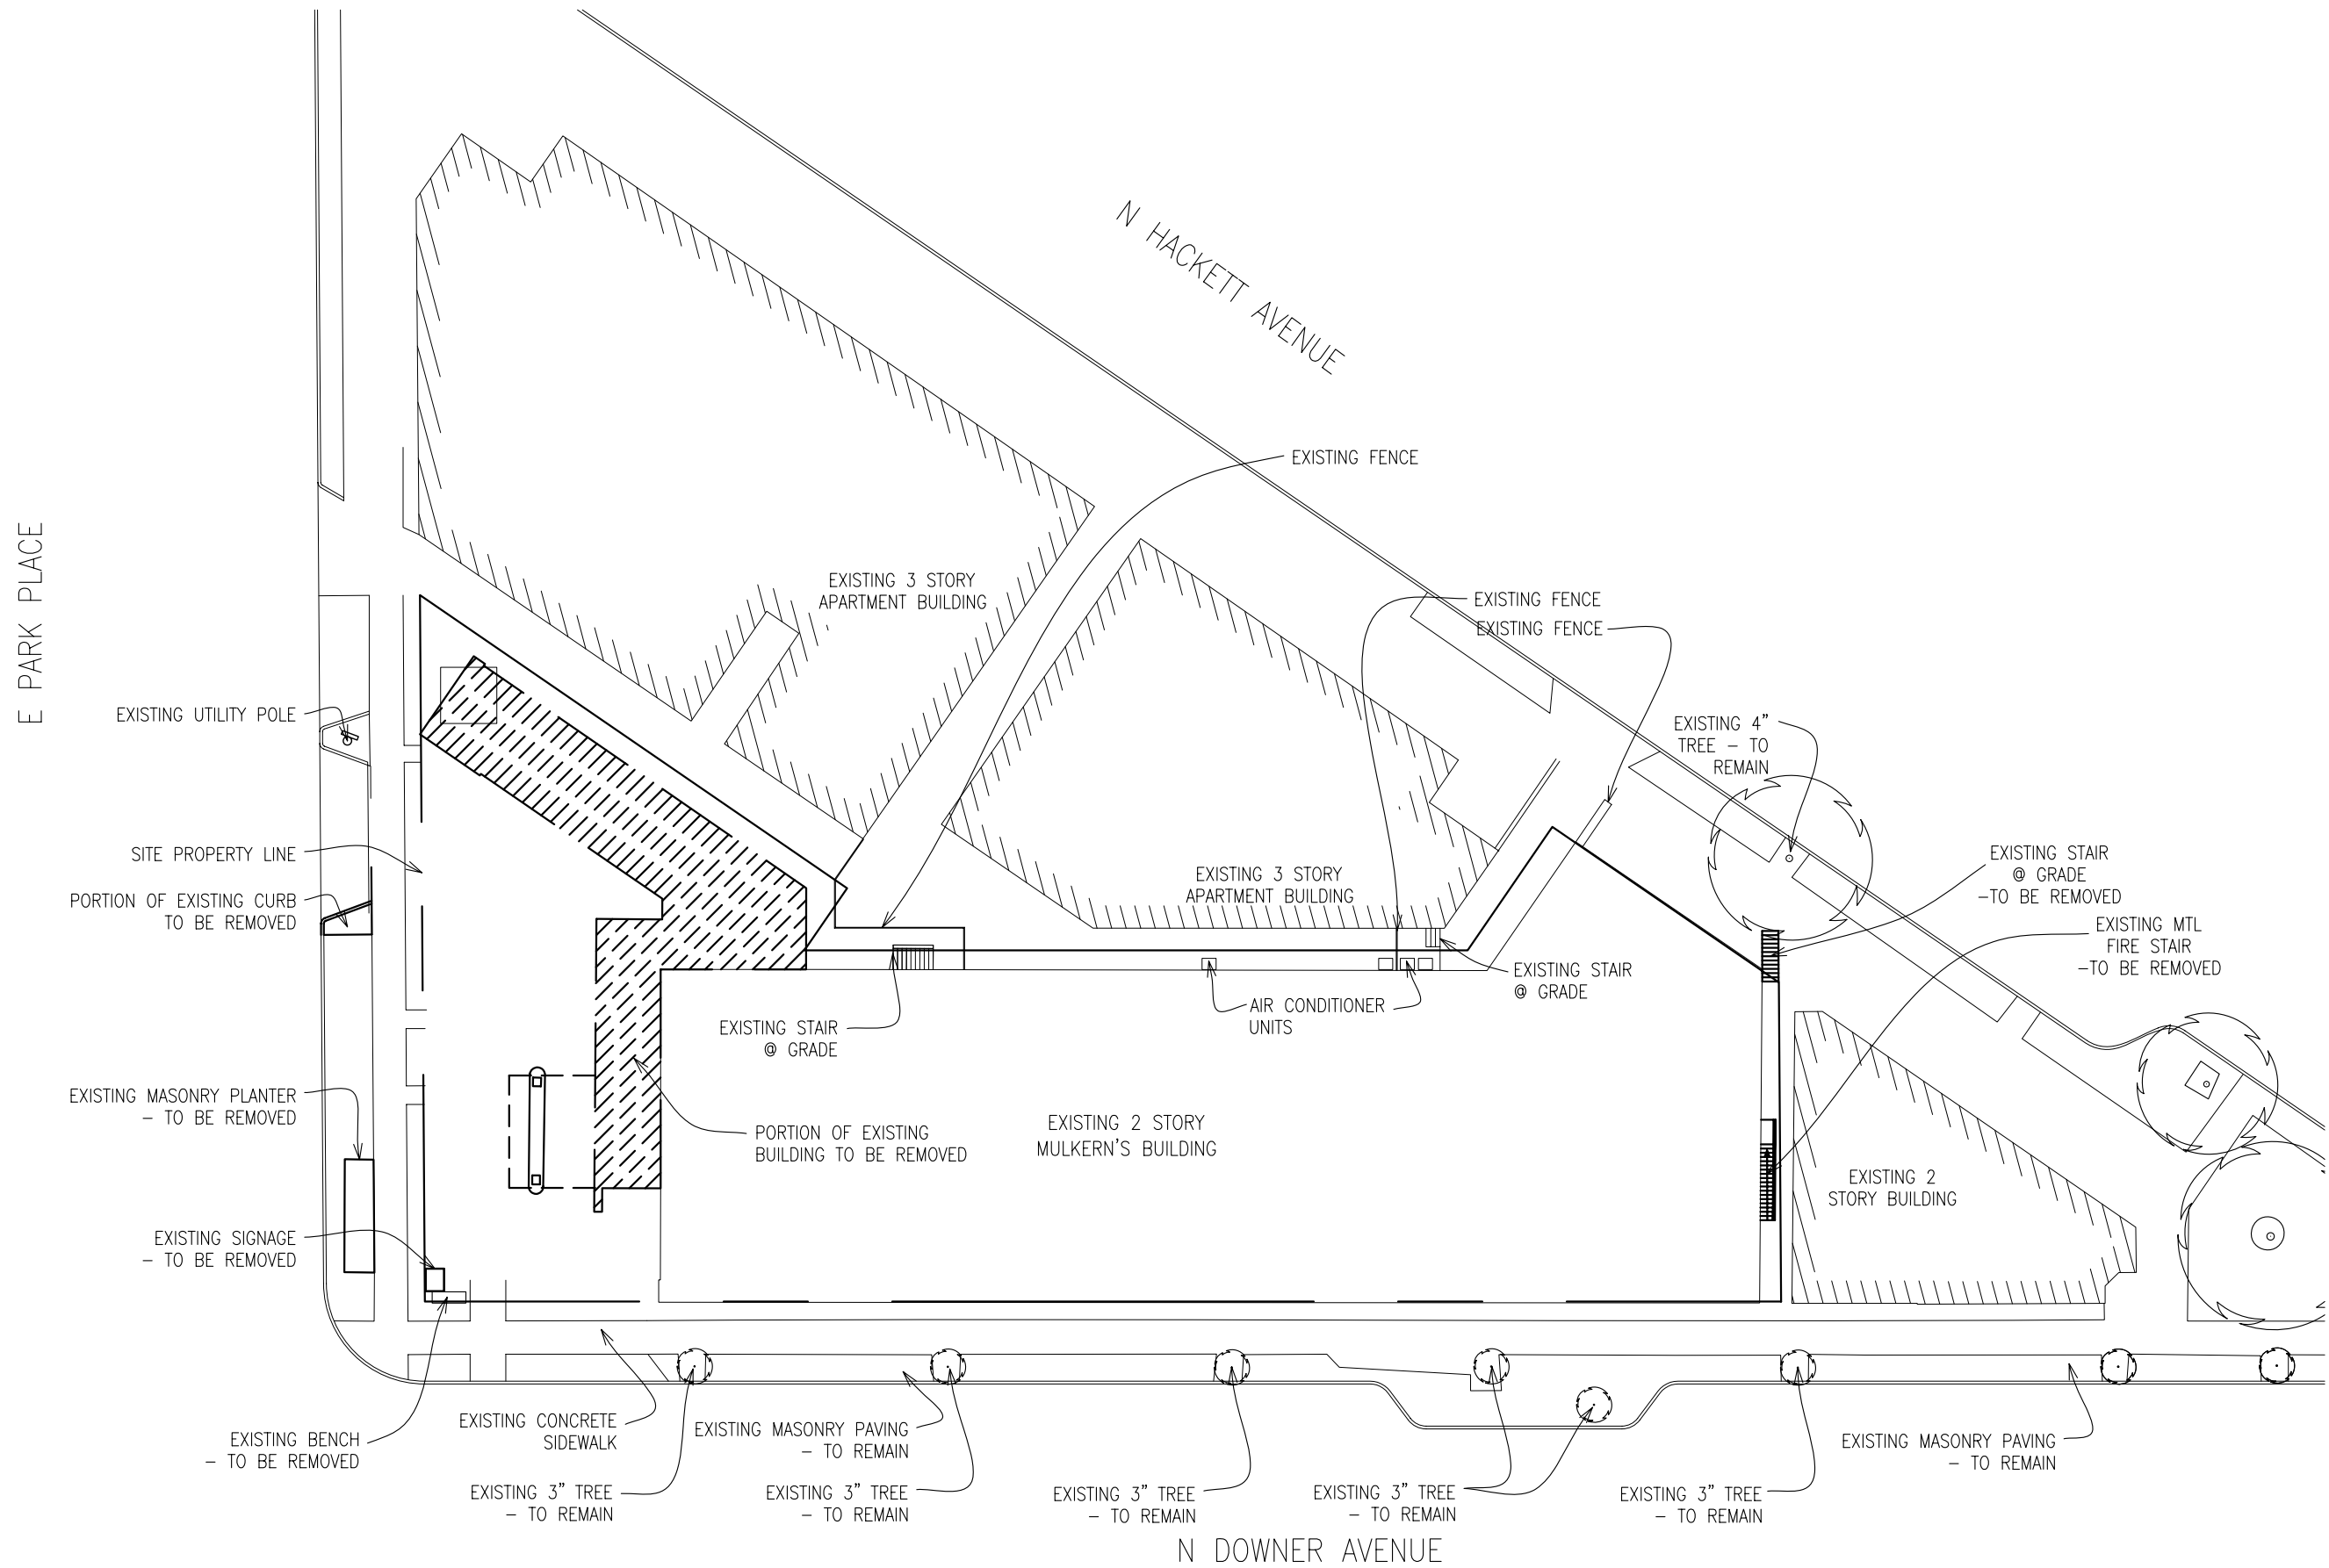 N HACKETT AVENUE
E PARK PLACE
EXISTING FENCE
EXISTING 3 STORY
APARTMENT BUILDING
EXISTING FENCE
EXISTING FENCE
EXISTING UTILITY POLE
EXISTING 4"
TREE – TO
REMAIN
SITE PROPERTY LINE
EXISTING 3 STORY
APARTMENT BUILDING
EXISTING STAIR
@ GRADE
–TO BE REMOVED
PORTION OF EXISTING CURB
TO BE REMOVED
EXISTING MTL
FIRE STAIR
–TO BE REMOVED
EXISTING STAIR
@ GRADE
AIR CONDITIONER
UNITS
EXISTING STAIR
@ GRADE
EXISTING MASONRY PLANTER
– TO BE REMOVED
PORTION OF EXISTING
BUILDING TO BE REMOVED
EXISTING 2 STORY
MULKERN'S BUILDING
EXISTING 2
STORY BUILDING
EXISTING SIGNAGE
– TO BE REMOVED
EXISTING BENCH
– TO BE REMOVED
EXISTING CONCRETE
SIDEWALK
EXISTING MASONRY PAVING
– TO REMAIN
EXISTING MASONRY PAVING
– TO REMAIN
EXISTING 3" TREE
– TO REMAIN
EXISTING 3" TREE
– TO REMAIN
EXISTING 3" TREE
– TO REMAIN
EXISTING 3" TREE
– TO REMAIN
EXISTING 3" TREE
– TO REMAIN
N DOWNER AVENUE